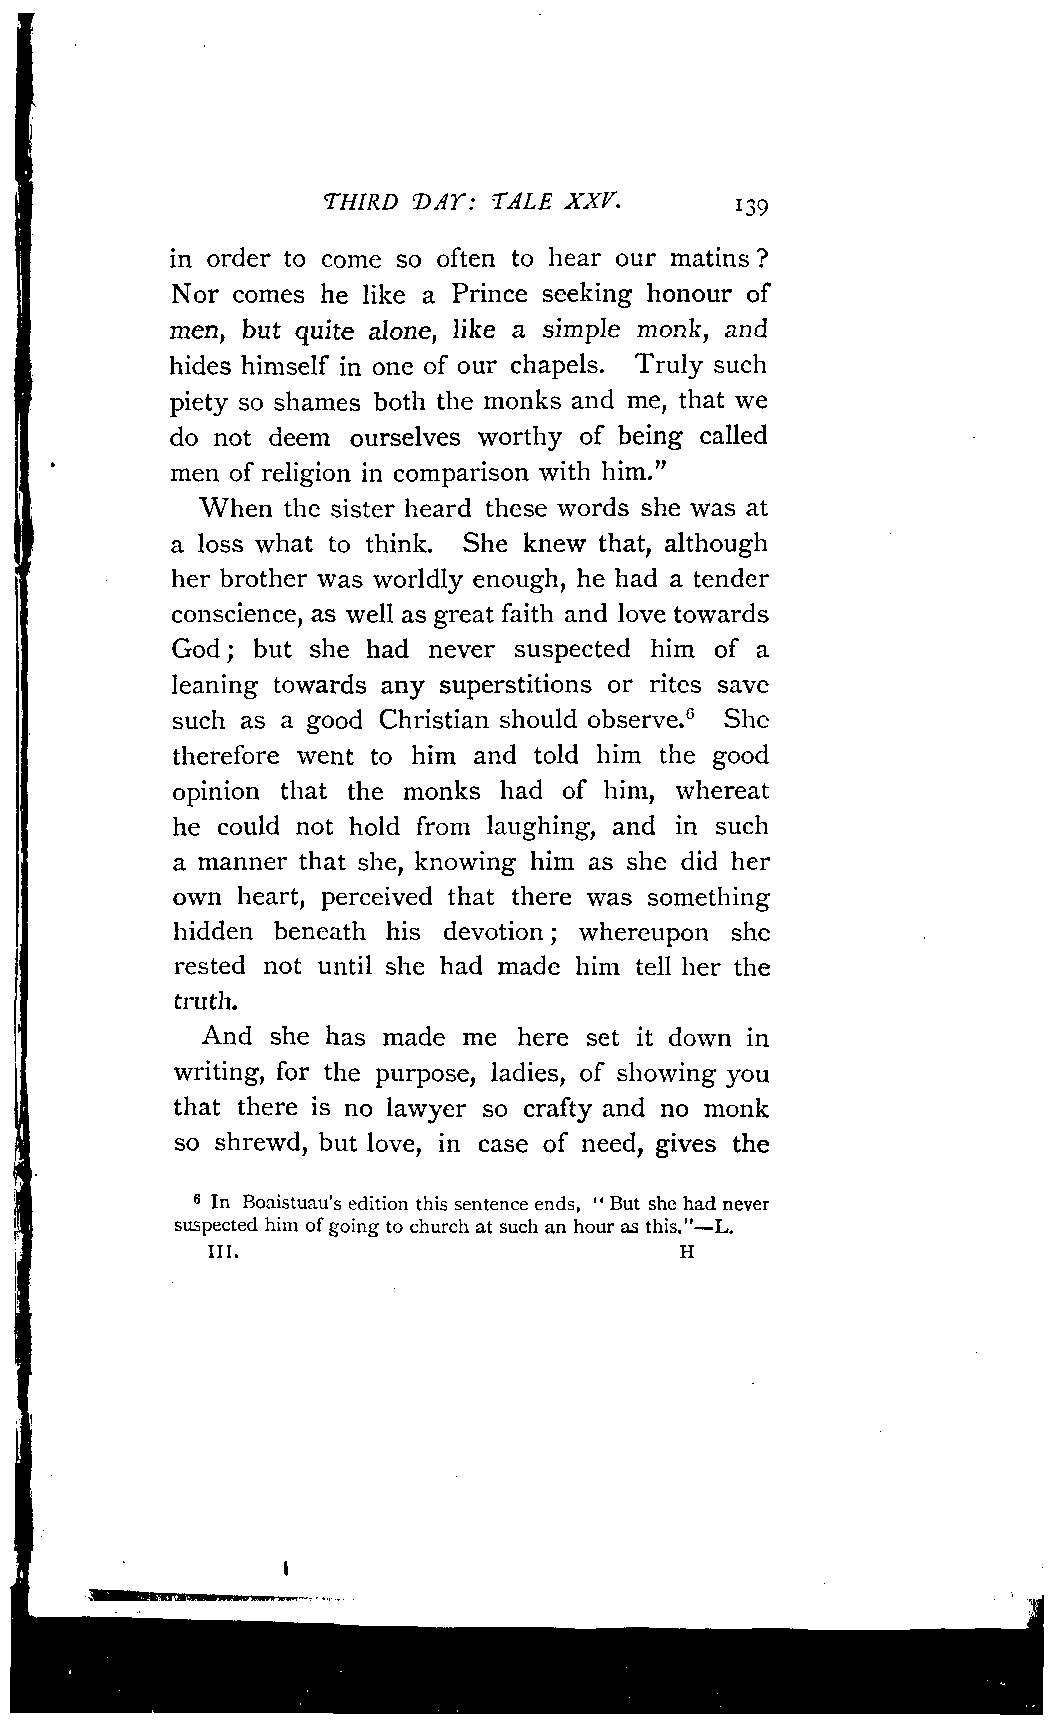 THIRD DAY: TALE XXV. 139
in order to come so often to hear our matins?
Nor comes he like a Prince seeking honour of
men, but quite alone, like a simple monk, and
hides himself in one of our chapels. Truly such
piety so shames both the monks and me, that we
do not deem ourselves worthy of being called
men of religion in comparison with him."
When the sister heard these words she was at
a loss what to think. She knew that, although
her brother was worldly enough, he had a tender
conscience, as well as great faith and love towards
God; but she had never suspected him of a
leaning towards any superstitions or rites save
such as a good Christian should observe.⁶ She
therefore went to him and told him the good
opinion that the monks had of him, whereat
he could not hold from laughing, and in such
a manner that she, knowing him as she did her
own heart, perceived that there was something
hidden beneath his devotion; whereupon she
rested not until she had made him tell her the
truth.
And she has made me here set it down in
writing, for the purpose, ladies, of showing you
that there is no lawyer so crafty and no monk
so shrewd, but love, in case of need, gives the
⁶ In Boaistuau's edition this sentence ends, "But she had never
suspected him of going to church at such an hour as this."—L.
III. H